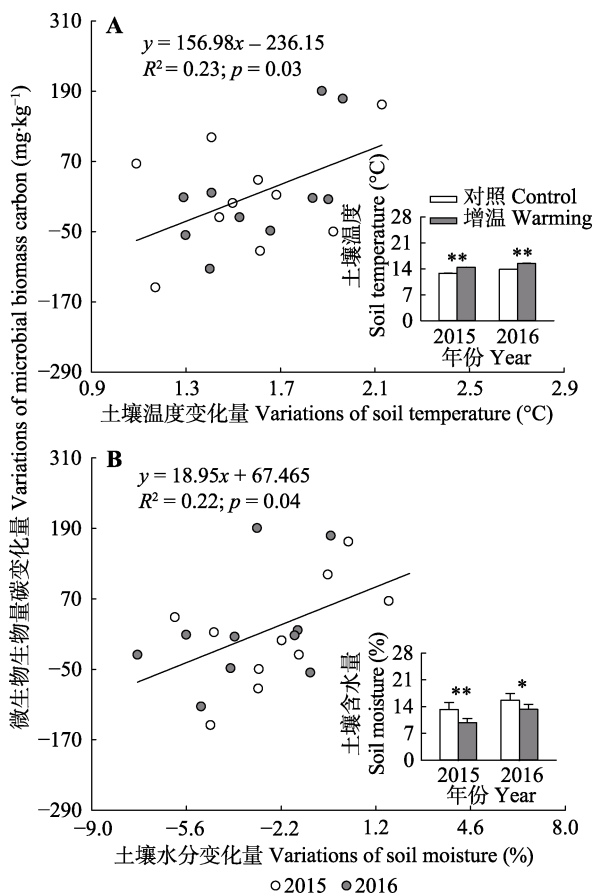 微生物生物量碳变化量 Variations of microbial biomass carbon (mg·kg⁻¹)
310
190
70
−50
−170
−290
A
y = 156.98x – 236.15
R² = 0.23; p = 0.03
对照 Control
增温 Warming
土壤温度
Soil temperature (°C)
28
21
14
7
0
** **
2015 2016
年份 Year
0.9 1.3 1.7 2.1 2.5 2.9
土壤温度变化量 Variations of soil temperature (°C)
310
190
70
−50
−170
−290
B
y = 18.95x + 67.465
R² = 0.22; p = 0.04
土壤含水量
Soil moisture (%)
28
21
14
7
0
** *
2015 2016
年份 Year
−9.0 −5.6 −2.2 1.2 4.6 8.0
土壤水分变化量 Variations of soil moisture (%)
2015 2016